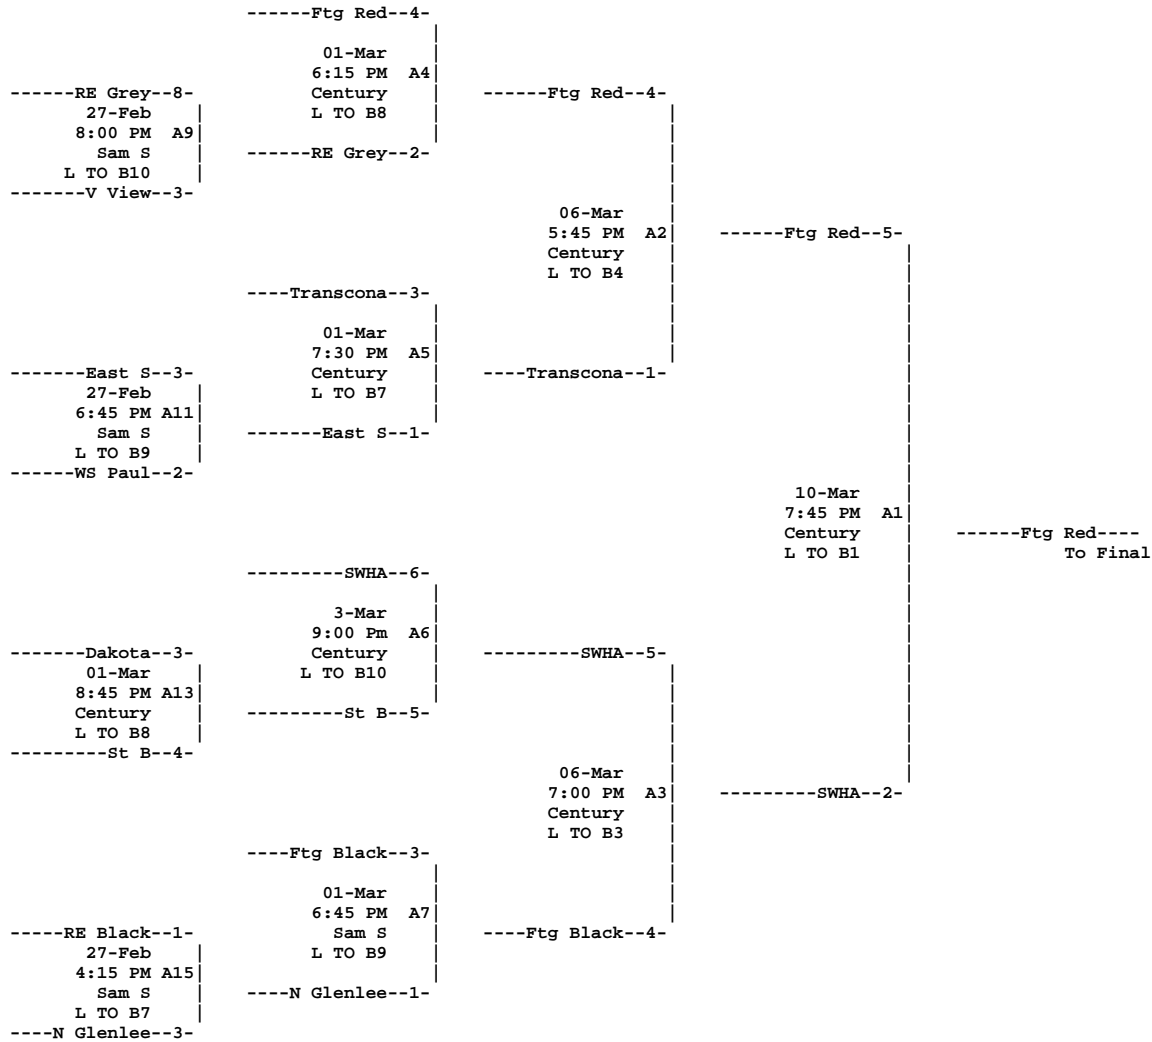 ------Ftg Red--4-
01-Mar
6:15 PM A4
------RE Grey--8- Century ------Ftg Red--4-
27-Feb L TO B8
8:00 PM A9
Sam S ------RE Grey--2-
L TO B10
-------V View--3-
06-Mar
5:45 PM A2 ------Ftg Red--5-
Century
L TO B4
----Transcona--3-
01-Mar
7:30 PM A5
-------East S--3- Century ----Transcona--1-
27-Feb L TO B7
6:45 PM A11
Sam S -------East S--1-
L TO B9
------WS Paul--2-
10-Mar
7:45 PM A1
Century ------Ftg Red----
L TO B1 To Final
---------SWHA--6-
3-Mar
9:00 Pm A6
-------Dakota--3- Century ---------SWHA--5-
01-Mar L TO B10
8:45 PM A13
Century ---------St B--5-
L TO B8
---------St B--4-
06-Mar
7:00 PM A3 ---------SWHA--2-
Century
L TO B3
----Ftg Black--3-
01-Mar
6:45 PM A7
-----RE Black--1- Sam S ----Ftg Black--4-
27-Feb L TO B9
4:15 PM A15
Sam S ----N Glenlee--1-
L TO B7
----N Glenlee--3-